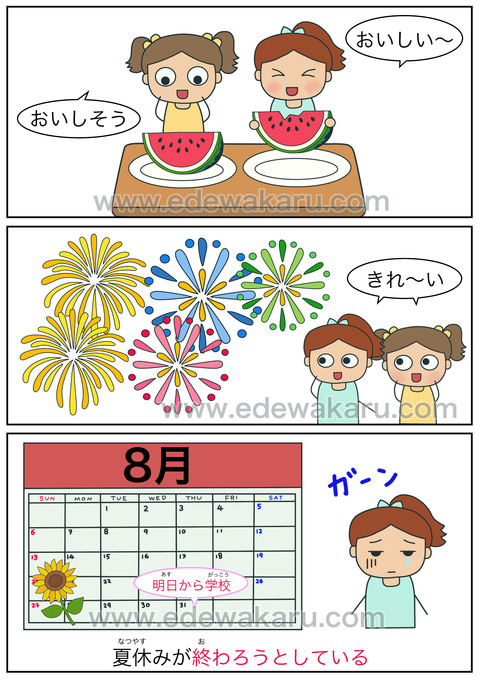 おいしい〜
おいしそう
www.edewakaru.com
きれ〜い
www.edewakaru.com
8月
SUN MON TUE WED THU FRI SAT
1 2 3 4 5
6 7 8 9 10 11 12
13 14 15 16 17 18 19
22 23 24 25 26
27 28 29 30 31
あす がっこう
明日から学校
ガーン
www.edewakaru.com
なつやす お
夏休みが終わろうとしている